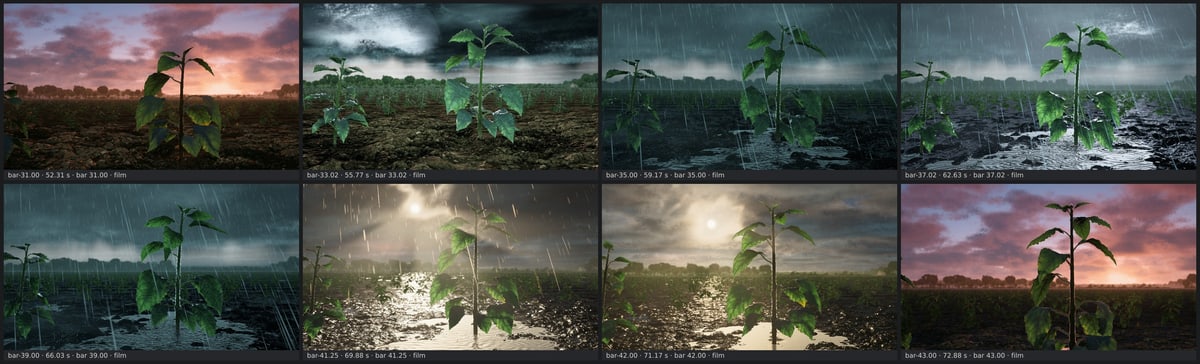 bar-31.00 · 52.31 s · bar 31.00 · film
bar-33.02 · 55.77 s · bar 33.02 · film
bar-35.00 · 59.17 s · bar 35.00 · film
bar-37.02 · 62.63 s · bar 37.02 · film
bar-39.00 · 66.03 s · bar 39.00 · film
bar-41.25 · 69.88 s · bar 41.25 · film
bar-42.00 · 71.17 s · bar 42.00 · film
bar-43.00 · 72.88 s · bar 43.00 · film